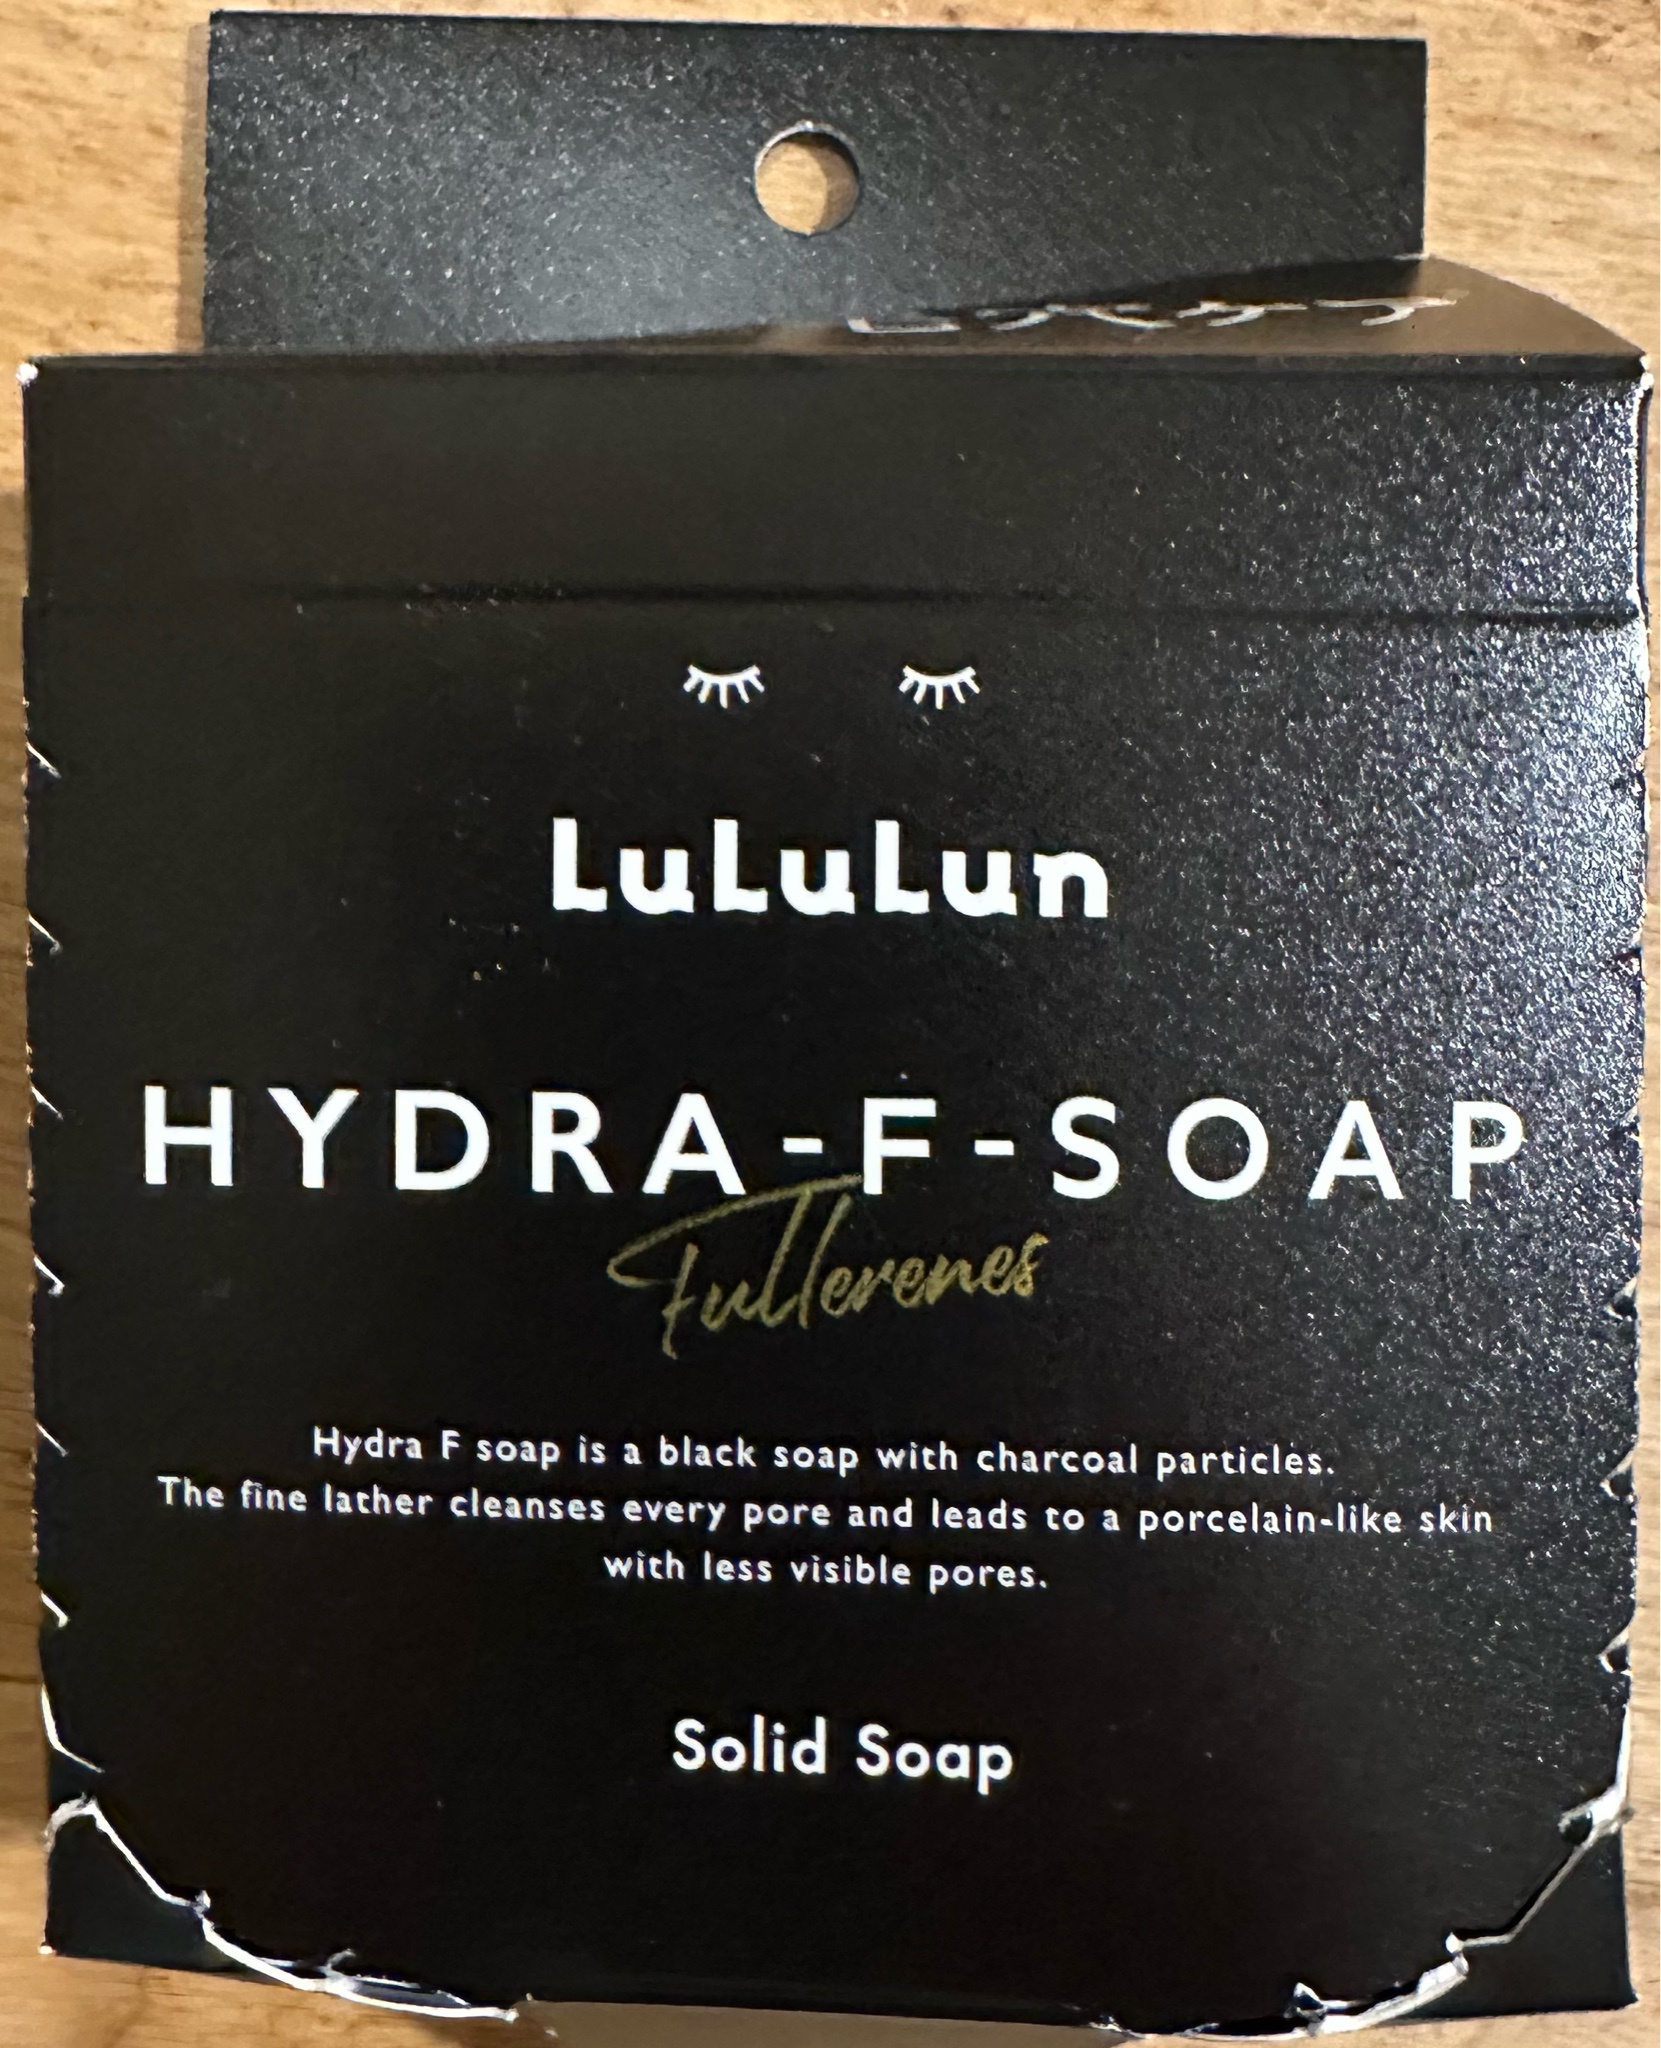 LuLuLun
HYDRA-F-SOAP
Fullerenes
Hydra F soap is a black soap with charcoal particles.
The fine lather cleanses every pore and leads to a porcelain-like skin
with less visible pores.
Solid Soap